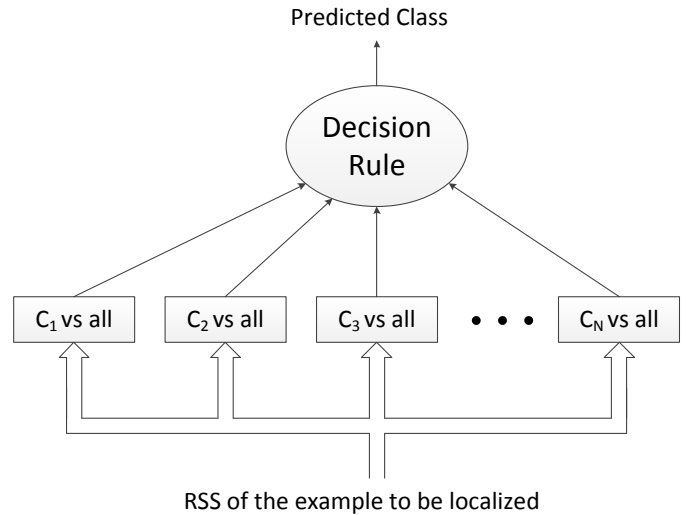 Predicted Class
Decision
Rule
C₁ vs all
C₂ vs all
C₃ vs all
• • •
C_N vs all
RSS of the example to be localized